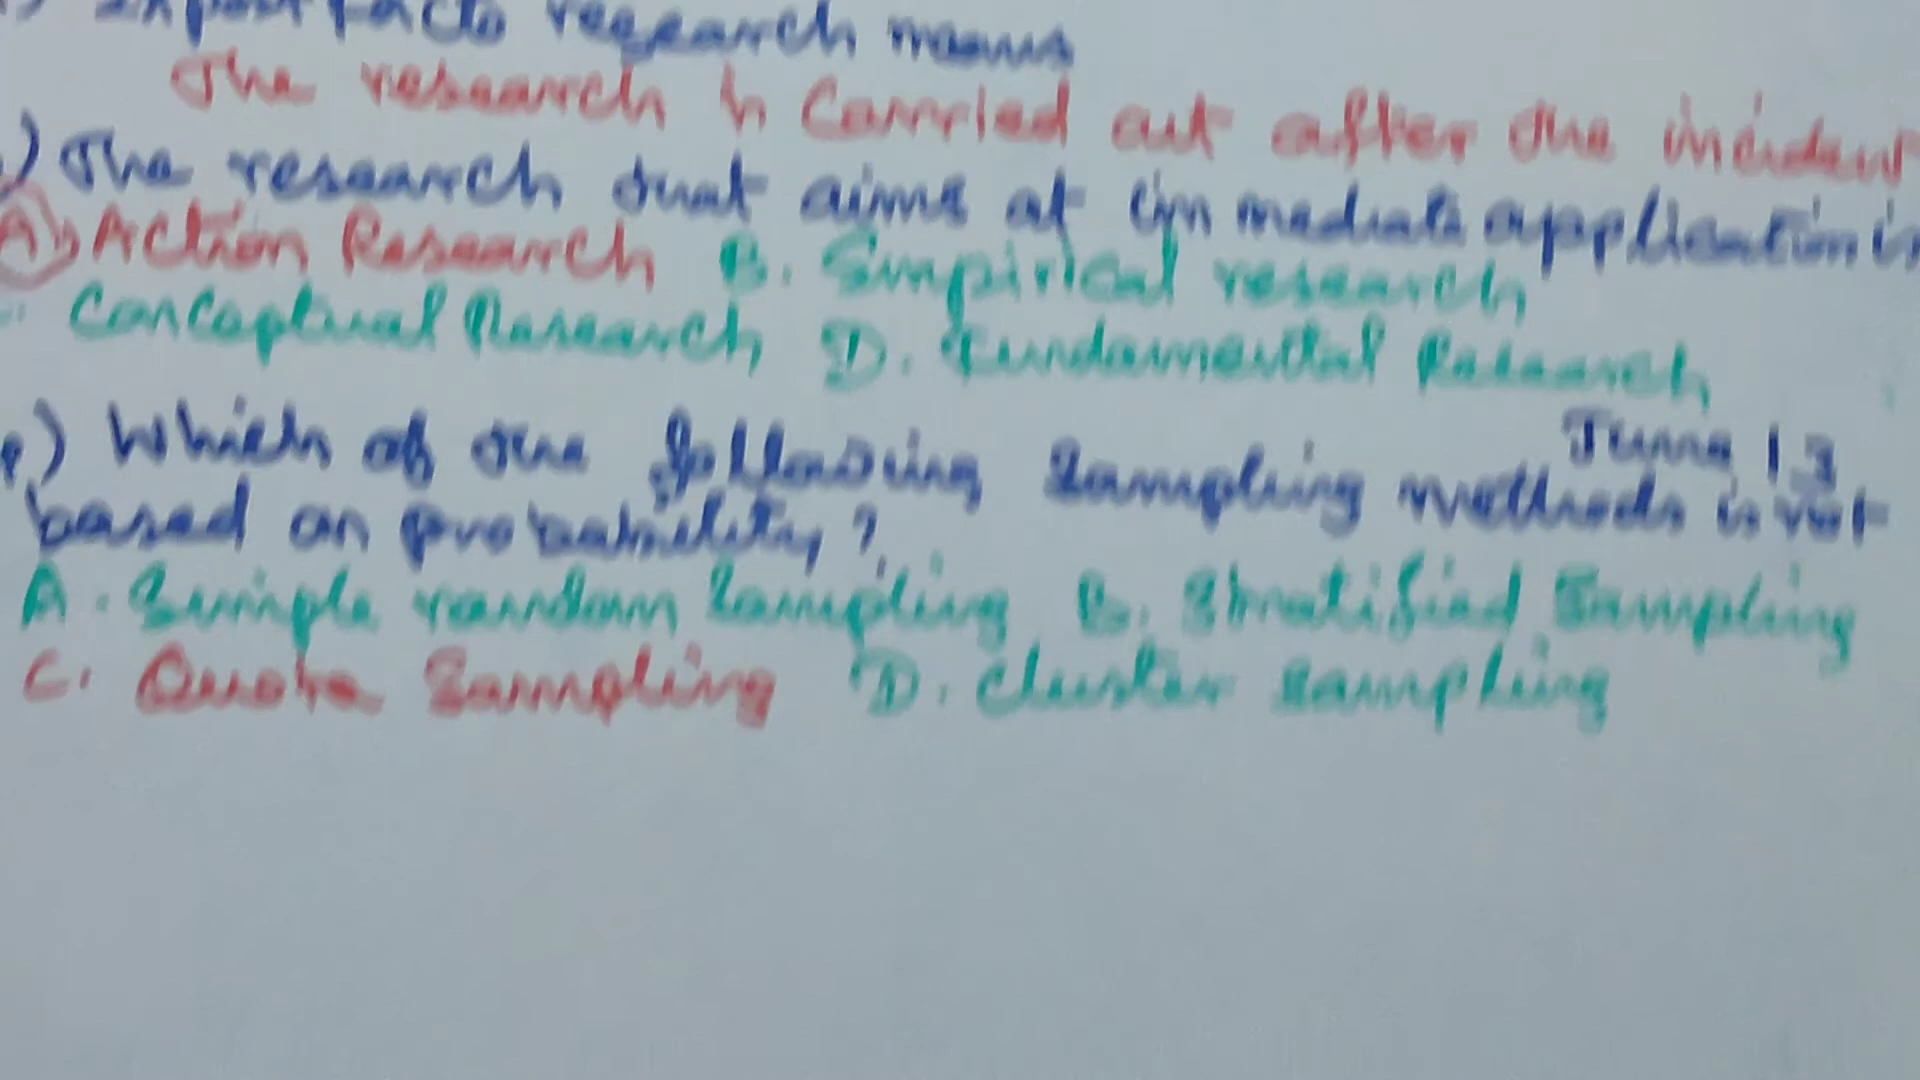 Expost facto research means
The research is Carried out after the incident
) The research that aims at immediate application is
A) Action Research B. Empirical research
Conceptual Research D. Fundamental Research
June 13
) Which of the following Sampling methods is not
based on probability?
A. Simple random Sampling B. Stratified Sampling
C. Quota Sampling D. Cluster Sampling